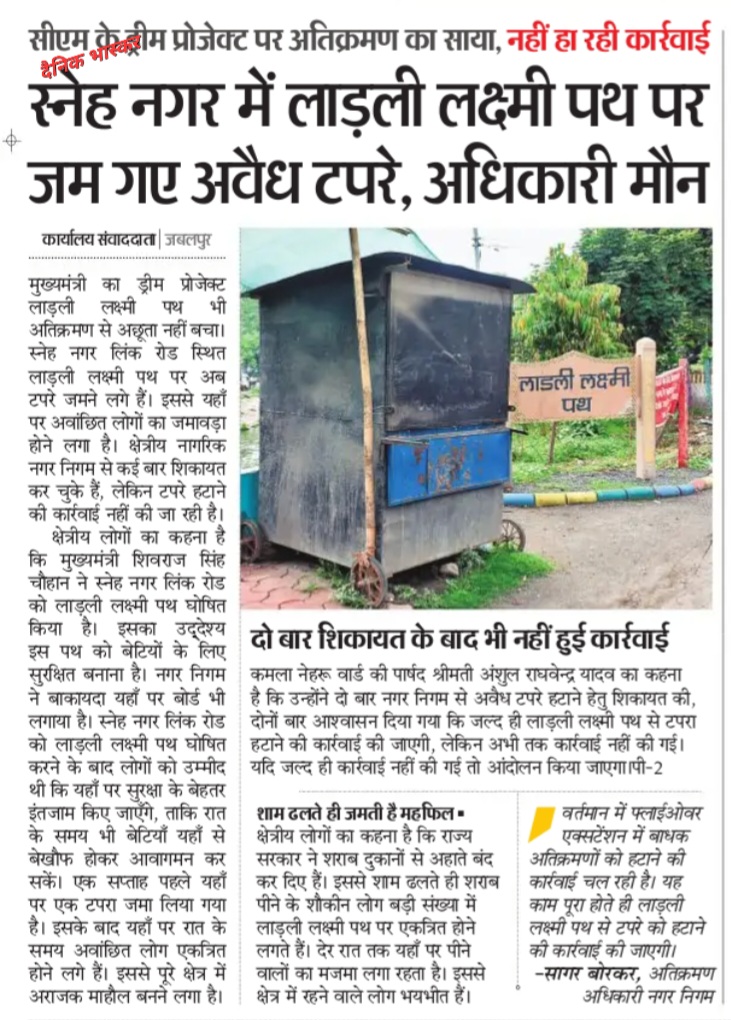 सीएम के ड्रीम प्रोजेक्ट पर अतिक्रमण का साया, नहीं हा रही कार्रवाई
दैनिक भास्कर
स्नेह नगर में लाड़ली लक्ष्मी पथ पर
जम गए अवैध टपरे, अधिकारी मौन
कार्यालय संवाददाता | जबलपुर
मुख्यमंत्री का ड्रीम प्रोजेक्ट
लाड़ली लक्ष्मी पथ भी
अतिक्रमण से अछूता नहीं बचा।
स्नेह नगर लिंक रोड स्थित
लाड़ली लक्ष्मी पथ पर अब
टपरे जमने लगे हैं। इससे यहाँ
पर अवांछित लोगों का जमावड़ा
होने लगा है। क्षेत्रीय नागरिक
नगर निगम से कई बार शिकायत
कर चुके हैं, लेकिन टपरे हटाने
की कार्रवाई नहीं की जा रही है।
क्षेत्रीय लोगों का कहना है
कि मुख्यमंत्री शिवराज सिंह
चौहान ने स्नेह नगर लिंक रोड
को लाड़ली लक्ष्मी पथ घोषित
किया है। इसका उद्देश्य
इस पथ को बेटियों के लिए
सुरक्षित बनाना है। नगर निगम
ने बाकायदा यहाँ पर बोर्ड भी
लगाया है। स्नेह नगर लिंक रोड
को लाड़ली लक्ष्मी पथ घोषित
करने के बाद लोगों को उम्मीद
थी कि यहाँ पर सुरक्षा के बेहतर
इंतजाम किए जाएँगे, ताकि रात
के समय भी बेटियाँ यहाँ से
बेखौफ होकर आवागमन कर
सकें। एक सप्ताह पहले यहाँ
पर एक टपरा जमा लिया गया
है। इसके बाद यहाँ पर रात के
समय अवांछित लोग एकत्रित
होने लगे हैं। इससे पूरे क्षेत्र में
अराजक माहौल बनने लगा है।
लाडली लक्ष्मी
पथ
दो बार शिकायत के बाद भी नहीं हुई कार्रवाई
कमला नेहरू वार्ड की पार्षद श्रीमती अंशुल राघवेन्द्र यादव का कहना
है कि उन्होंने दो बार नगर निगम से अवैध टपरे हटाने हेतु शिकायत की,
दोनों बार आश्वासन दिया गया कि जल्द ही लाड़ली लक्ष्मी पथ से टपरा
हटाने की कार्रवाई की जाएगी, लेकिन अभी तक कार्रवाई नहीं की गई।
यदि जल्द ही कार्रवाई नहीं की गई तो आंदोलन किया जाएगा।पी-2
शाम ढलते ही जमती है महफिल ▪
क्षेत्रीय लोगों का कहना है कि राज्य
सरकार ने शराब दुकानों से अहाते बंद
कर दिए हैं। इससे शाम ढलते ही शराब
पीने के शौकीन लोग बड़ी संख्या में
लाड़ली लक्ष्मी पथ पर एकत्रित होने
लगते हैं। देर रात तक यहाँ पर पीने
वालों का मजमा लगा रहता है। इससे
क्षेत्र में रहने वाले लोग भयभीत हैं।
वर्तमान में फ्लाईओवर
एक्सटेंशन में बाधक
अतिक्रमणों को हटाने की
कार्रवाई चल रही है। यह
काम पूरा होते ही लाड़ली
लक्ष्मी पथ से टपरे को हटाने
की कार्रवाई की जाएगी।
–सागर बोरकर, अतिक्रमण
अधिकारी नगर निगम